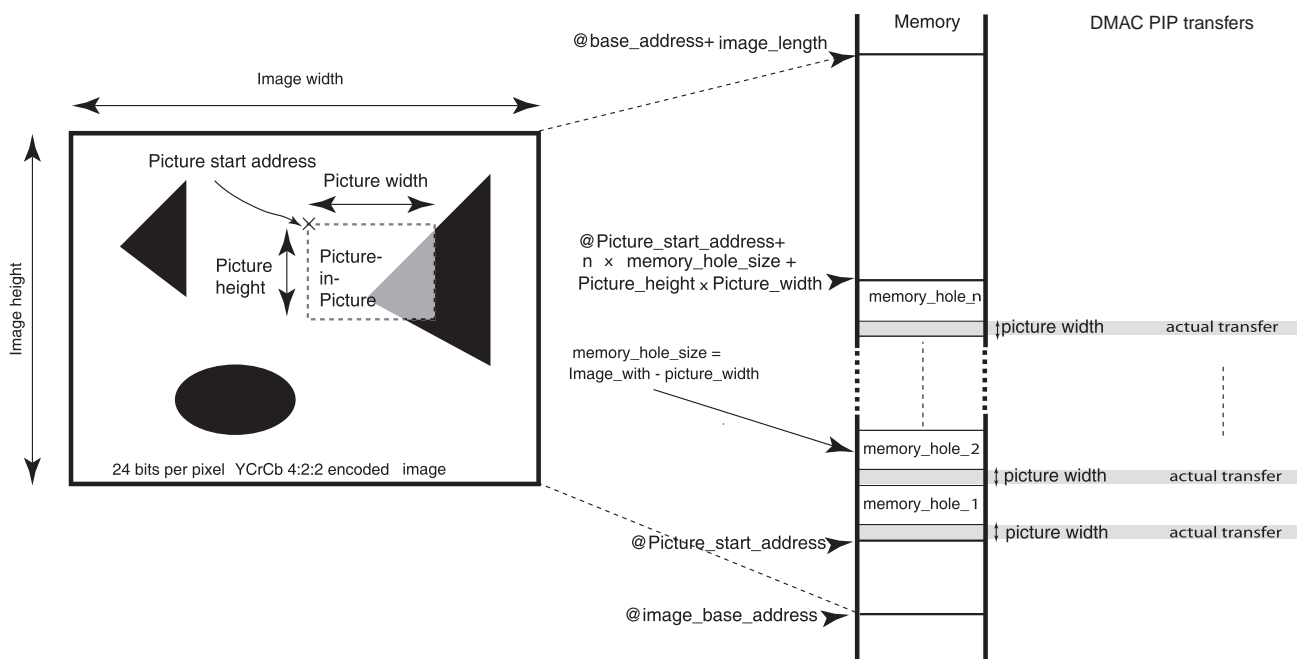 Memory
DMAC PIP transfers
@base_address+ image_length
Image width
Picture start address
Picture width
Image height
Picture
height
Picture-
in-
Picture
24 bits per pixel YCrCb 4:2:2 encoded image
@Picture_start_address+
n x memory_hole_size +
Picture_height x Picture_width
memory_hole_n
picture width actual transfer
memory_hole_size =
Image_with - picture_width
memory_hole_2
picture width actual transfer
memory_hole_1
picture width actual transfer
@Picture_start_address
@image_base_address